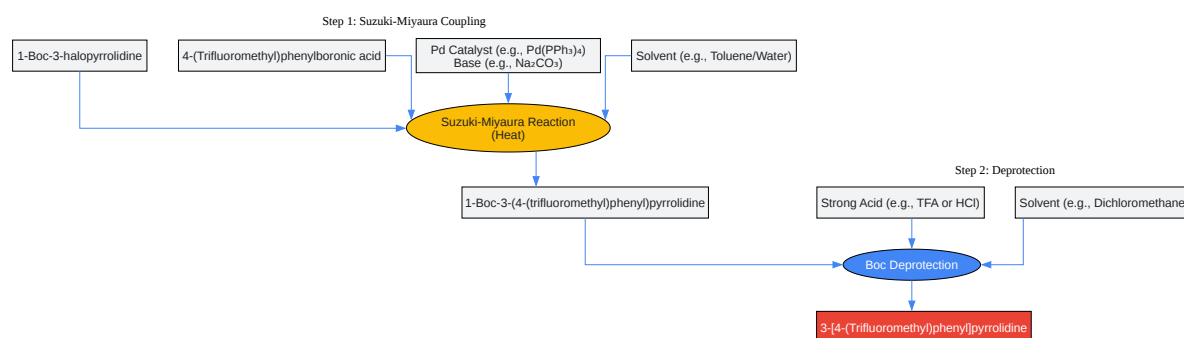 Step 1: Suzuki-Miyaura Coupling
1-Boc-3-halopyrrolidine
4-(Trifluoromethyl)phenylboronic acid
Pd Catalyst (e.g., Pd(PPh₃)₄)
Base (e.g., Na₂CO₃)
Solvent (e.g., Toluene/Water)
Suzuki-Miyaura Reaction
(Heat)
1-Boc-3-(4-(trifluoromethyl)phenyl)pyrrolidine
Step 2: Deprotection
Strong Acid (e.g., TFA or HCl)
Solvent (e.g., Dichloromethane
Boc Deprotection
3-[4-(Trifluoromethyl)phenyl]pyrrolidine